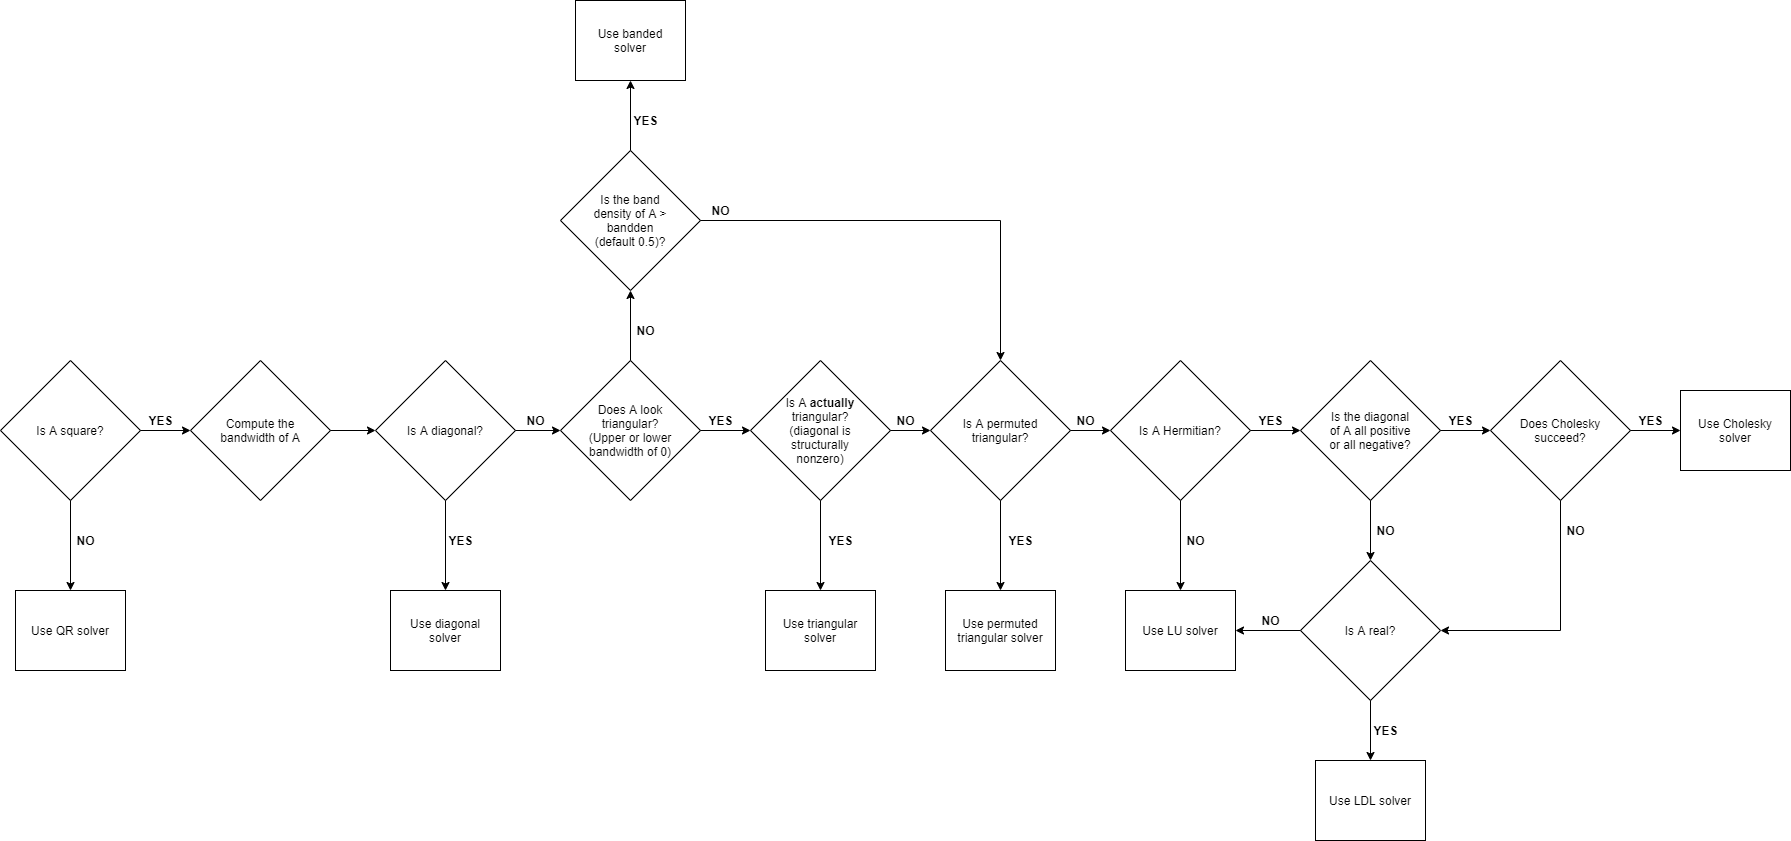 Use banded
solver
YES
Is the band
density of A >
bandden
(default 0.5)?
NO
NO
Is A square?
YES
Compute the
bandwidth of A
Is A diagonal?
NO
Does A look
triangular?
(Upper or lower
bandwidth of 0)
YES
Is A actually
triangular?
(diagonal is
structurally
nonzero)
NO
Is A permuted
triangular?
NO
Is A Hermitian?
YES
Is the diagonal
of A all positive
or all negative?
YES
Does Cholesky
succeed?
YES
Use Cholesky
solver
NO
YES
YES
YES
NO
NO
NO
Use QR solver
Use diagonal
solver
Use triangular
solver
Use permuted
triangular solver
Use LU solver
NO
Is A real?
YES
Use LDL solver